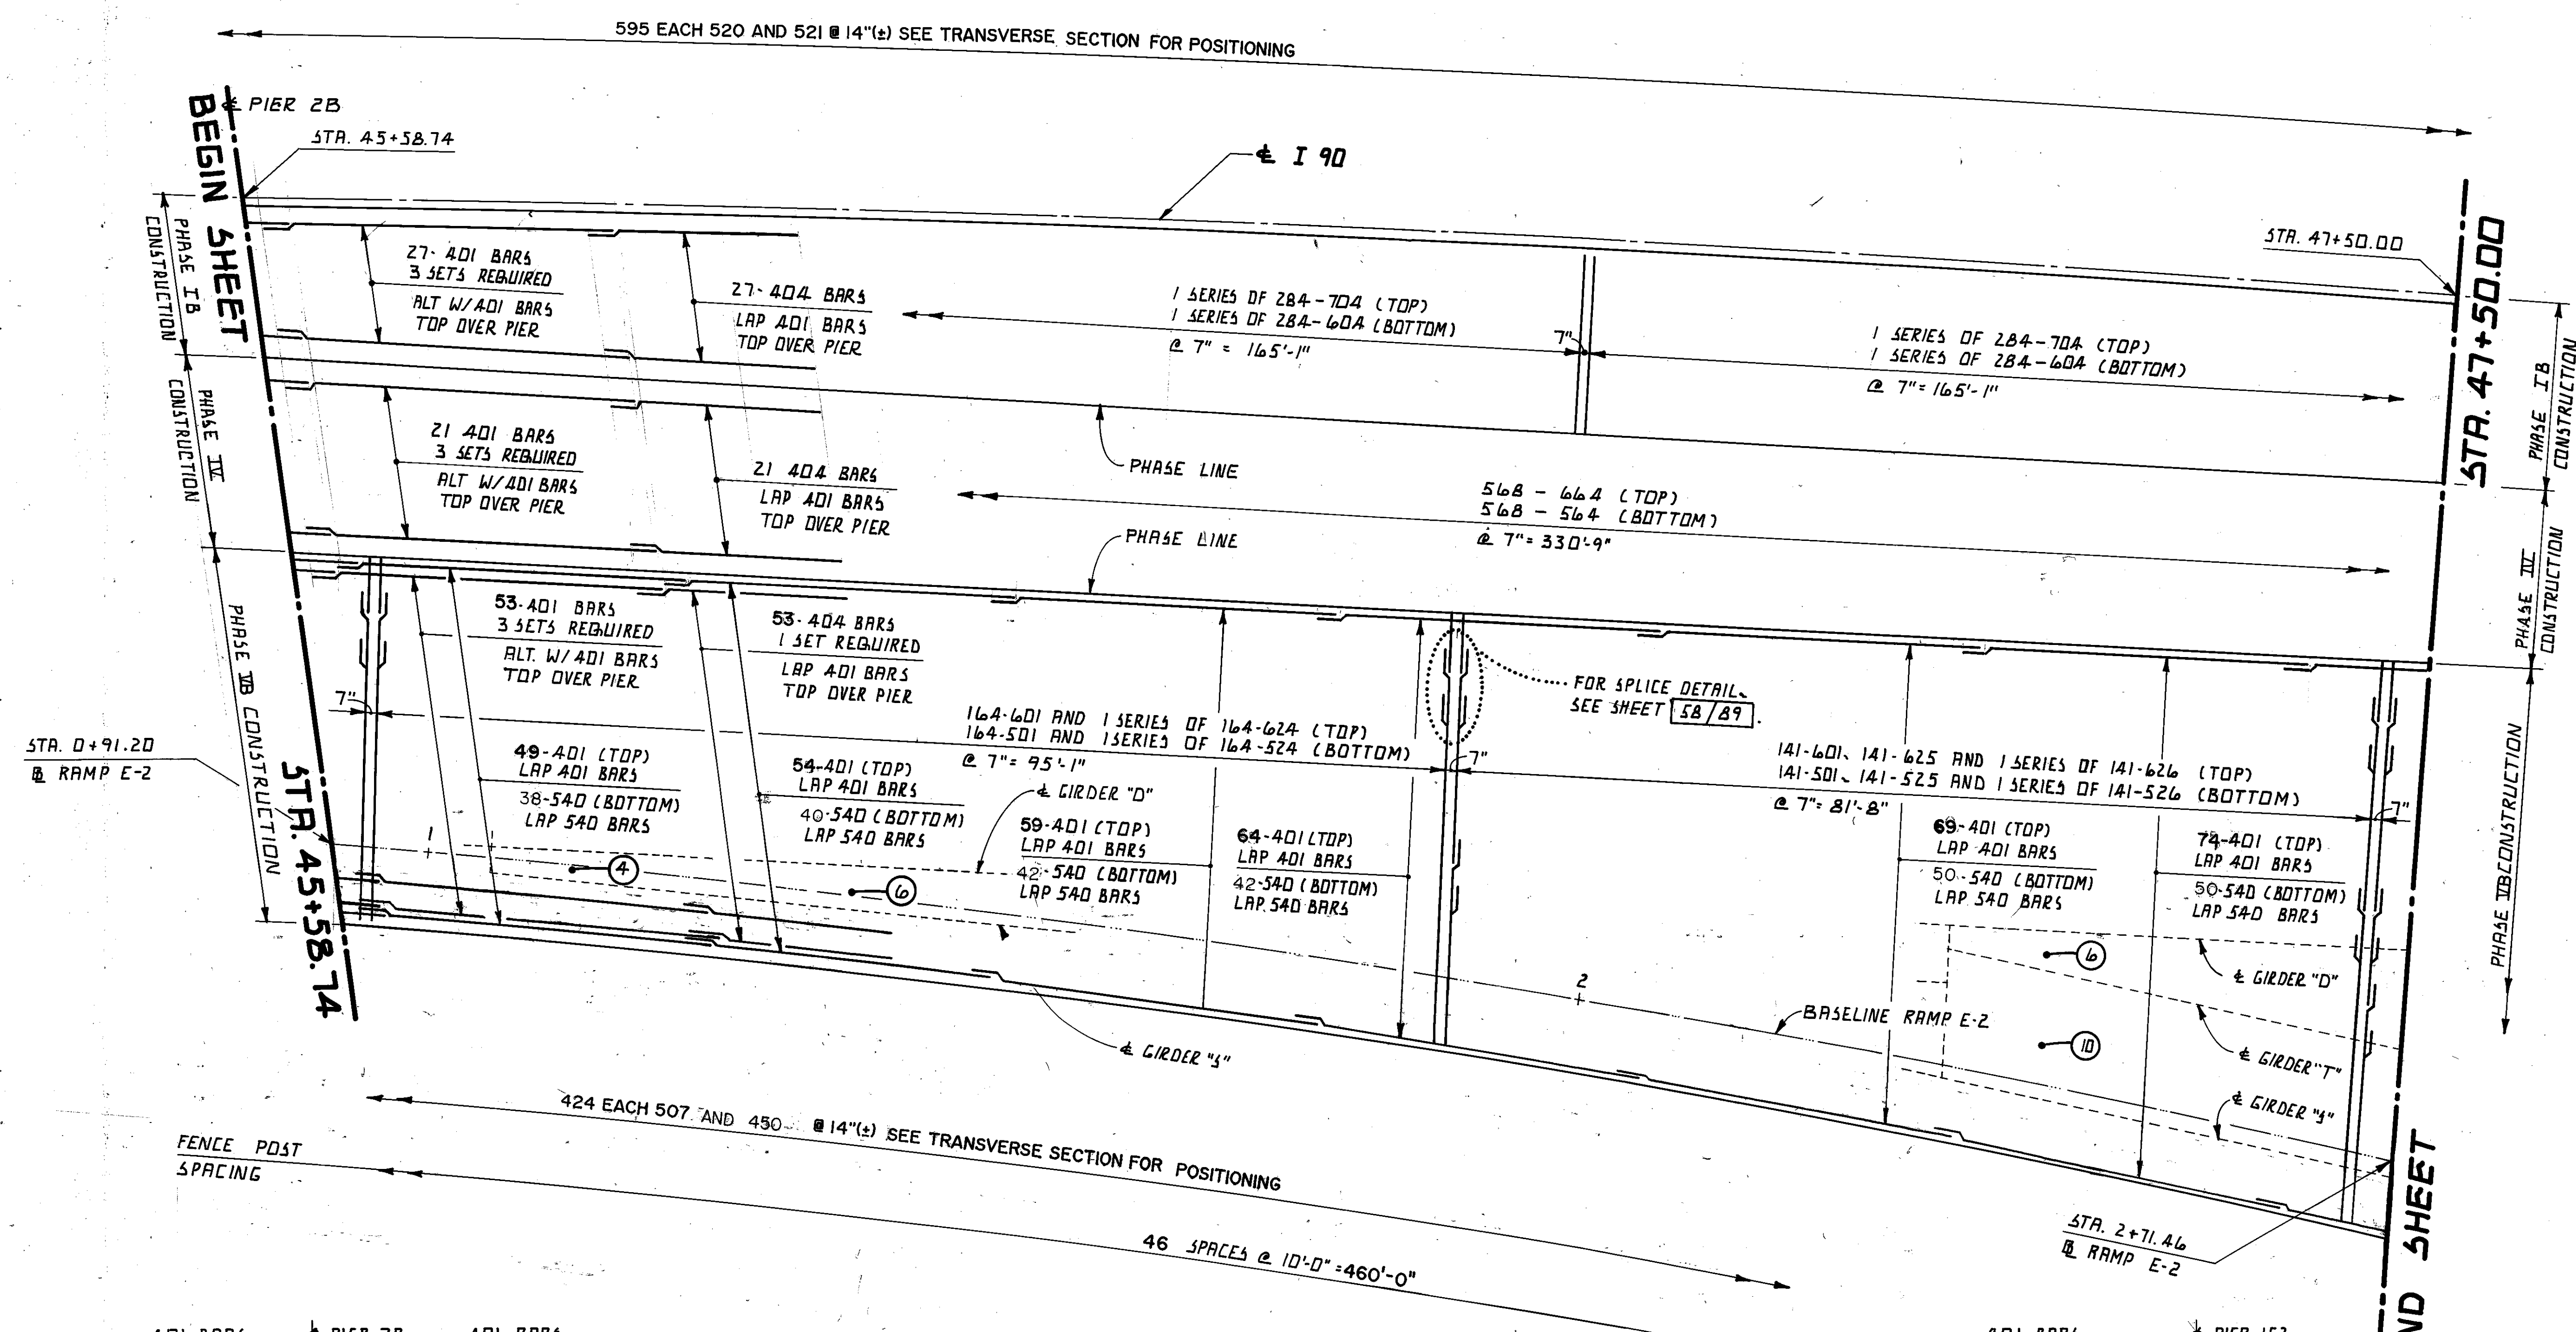 595 EACH 520 AND 521 @ 14"(±) SEE TRANSVERSE SECTION FOR POSITIONING
BEGIN SHEET
℄ PIER 2B
STA. 45+58.74
℄ I 90
STA. 47+50.00
STA. 47+50.00
PHASE IB
CONSTRUCTION
27-401 BARS
3 SETS REQUIRED
ALT W/401 BARS
TOP OVER PIER
27-404 BARS
LAP 401 BARS
TOP OVER PIER
1 SERIES OF 284-704 (TOP)
1 SERIES OF 284-604 (BOTTOM)
@ 7" = 165'-1"
7"
1 SERIES OF 284-704 (TOP)
1 SERIES OF 284-604 (BOTTOM)
@ 7"=165'-1"
PHASE IB
CONSTRUCTION
PHASE IV
CONSTRUCTION
21 401 BARS
3 SETS REQUIRED
ALT W/401 BARS
TOP OVER PIER
21 404 BARS
LAP 401 BARS
TOP OVER PIER
PHASE LINE
568 - 664 (TOP)
568 - 564 (BOTTOM)
@ 7"=330'-9"
PHASE LINE
PHASE IV
CONSTRUCTION
PHASE VIB CONSTRUCTION
53-401 BARS
3 SETS REQUIRED
ALT. W/401 BARS
TOP OVER PIER
53-404 BARS
1 SET REQUIRED
LAP 401 BARS
TOP OVER PIER
FOR SPLICE DETAIL
SEE SHEET 58/89.
7"
164-601 AND 1 SERIES OF 164-624 (TOP)
164-501 AND 1 SERIES OF 164-524 (BOTTOM)
@ 7"= 95'-1"
7"
141-601, 141-625 AND 1 SERIES OF 141-626 (TOP)
141-501, 141-525 AND 1 SERIES OF 141-526 (BOTTOM)
@ 7"= 81'-8"
7"
STA. 0+91.20
BL RAMP E-2
STA. 45+58.74
49-401 (TOP)
LAP 401 BARS
38-540 (BOTTOM)
LAP 540 BARS
54-401 (TOP)
LAP 401 BARS
40-540 (BOTTOM)
LAP 540 BARS
℄ GIRDER "D"
59-401 (TOP)
LAP 401 BARS
42-540 (BOTTOM)
LAP 540 BARS
64-401 (TOP)
LAP 401 BARS
42-540 (BOTTOM)
LAP 540 BARS
69-401 (TOP)
LAP 401 BARS
50-540 (BOTTOM)
LAP 540 BARS
74-401 (TOP)
LAP 401 BARS
50-540 (BOTTOM)
LAP 540 BARS
PHASE VIB CONSTRUCTION
1
4
6
2
6
10
℄ GIRDER "D"
BASELINE RAMP E-2
℄ GIRDER "T"
℄ GIRDER "S"
℄ GIRDER "S"
424 EACH 507 AND 450 @ 14"(±) SEE TRANSVERSE SECTION FOR POSITIONING
FENCE POST
SPACING
46 SPACES @ 10'-0" =460'-0"
STA. 2+71.46
BL RAMP E-2
ND SHEET
401 BARS
PIER 2B
401 BARS
401 BARS